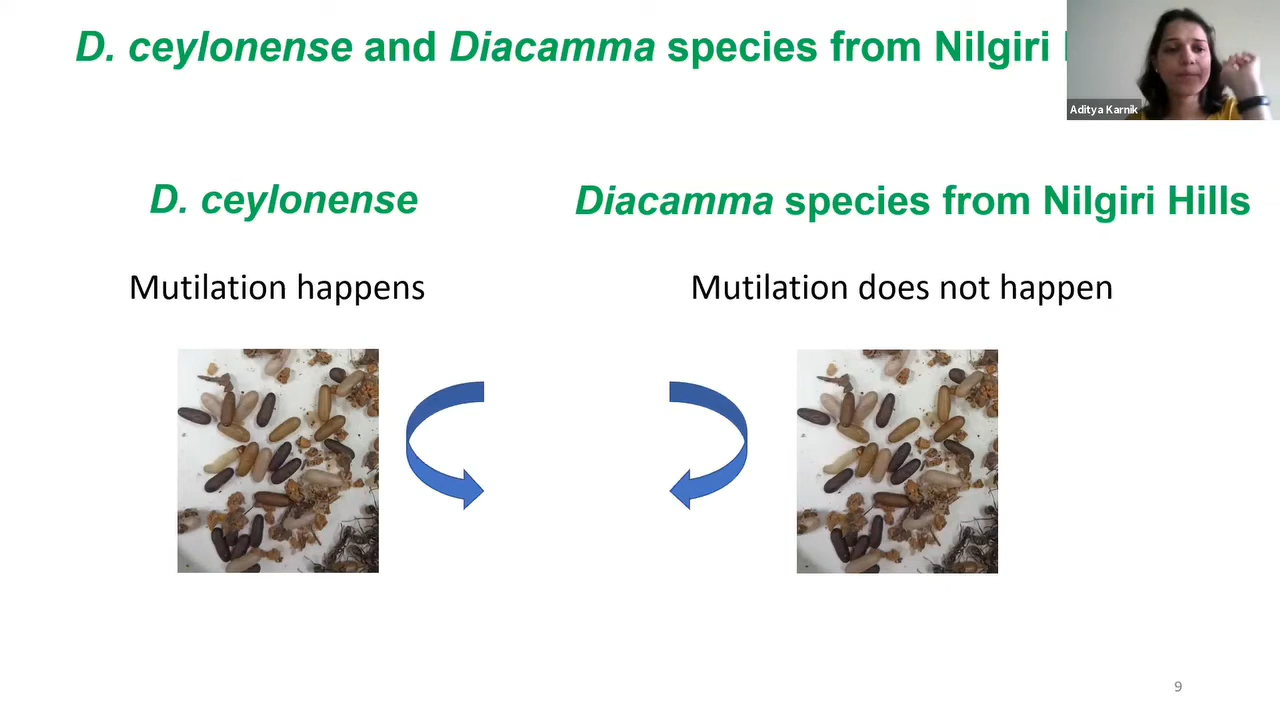 D. ceylonense and Diacamma species from Nilgiri
Aditya Karnik
D. ceylonense
Diacamma species from Nilgiri Hills
Mutilation happens
Mutilation does not happen
9